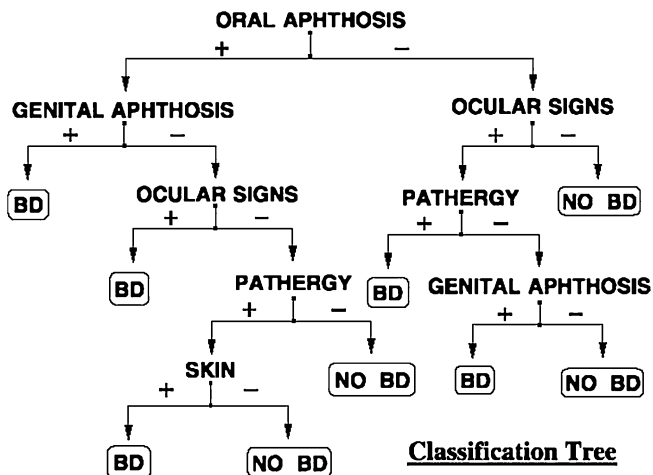 ORAL APHTHOSIS
+ −
GENITAL APHTHOSIS
OCULAR SIGNS
+ −
+ −
BD
OCULAR SIGNS
PATHERGY
NO BD
+ −
+ −
BD
PATHERGY
BD
GENITAL APHTHOSIS
+ −
+ −
SKIN
NO BD
BD
NO BD
+ −
BD
NO BD
Classification Tree